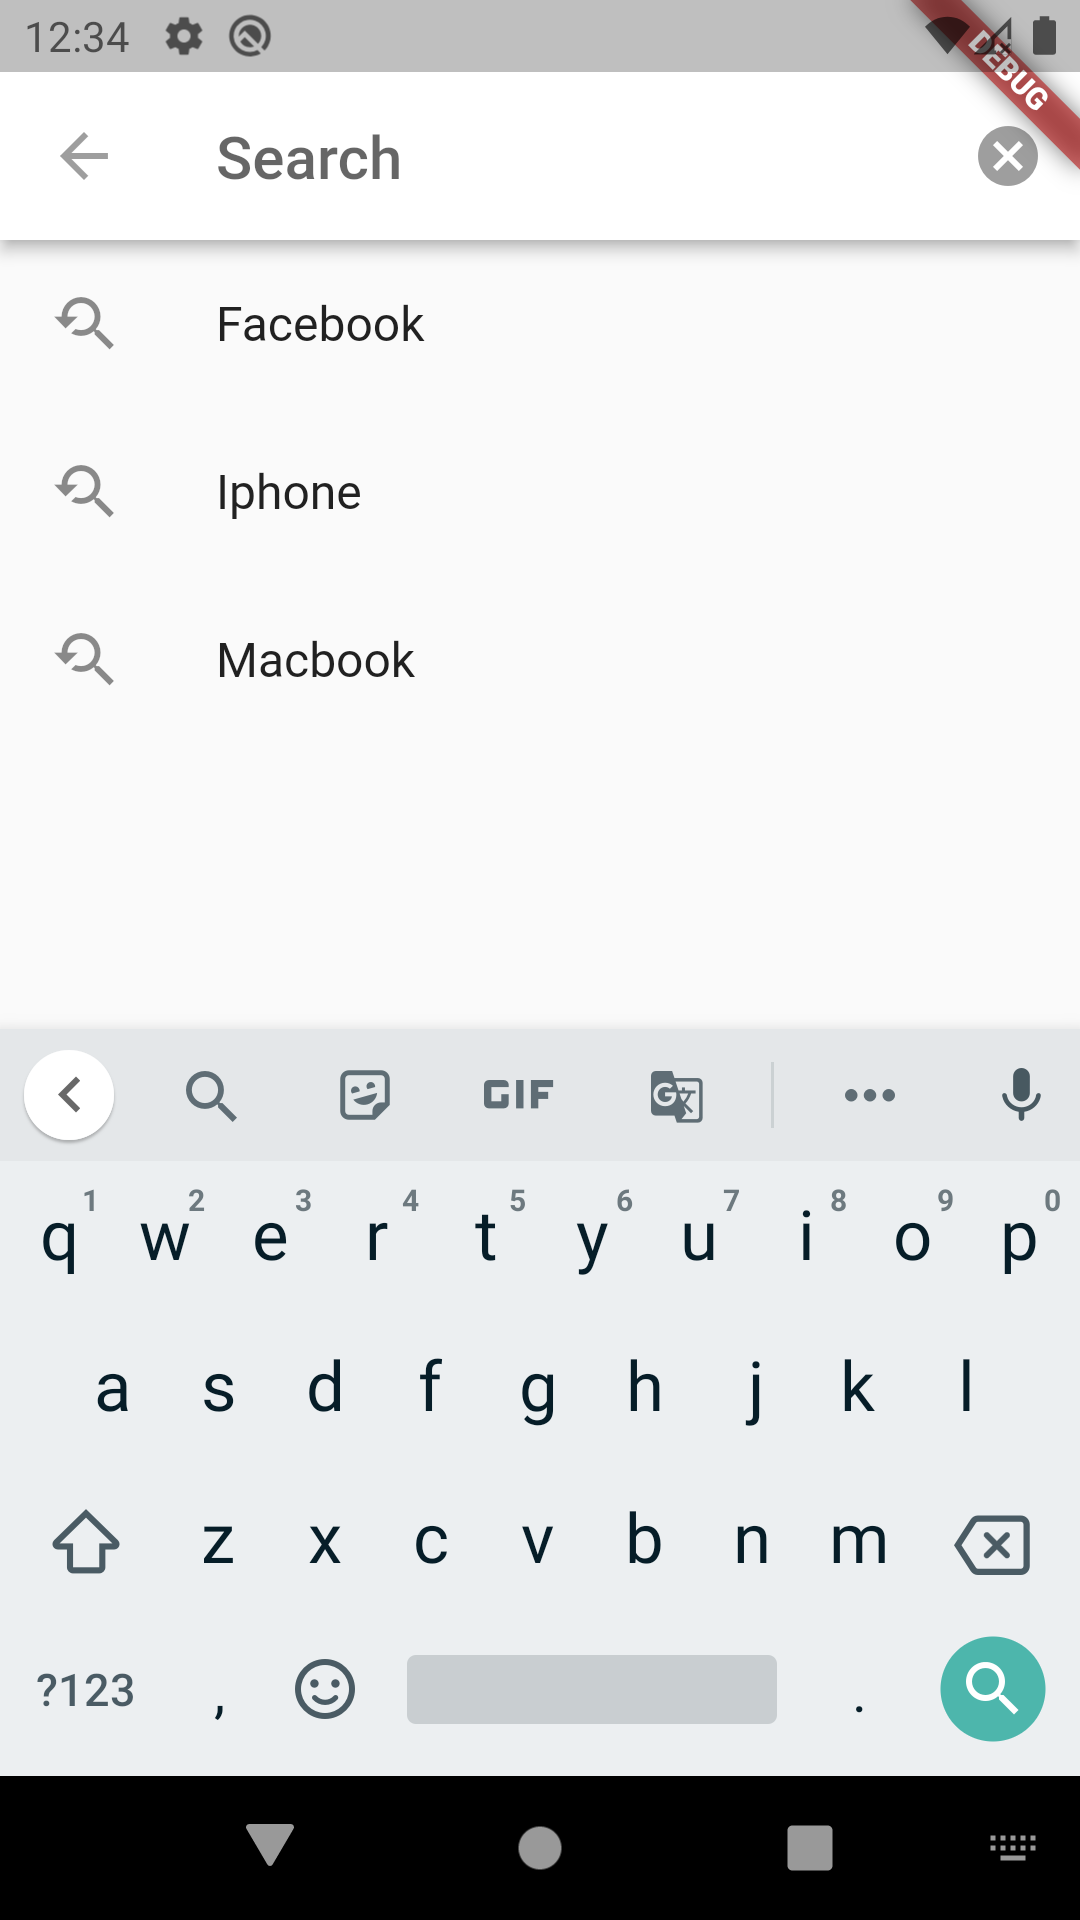 12:34
DEBUG
Search
Facebook
Iphone
Macbook
GIF
G 文
1 2 3 4 5 6 7 8 9 0
q w e r t y u i o p
a s d f g h j k l
z x c v b n m
?123 , .